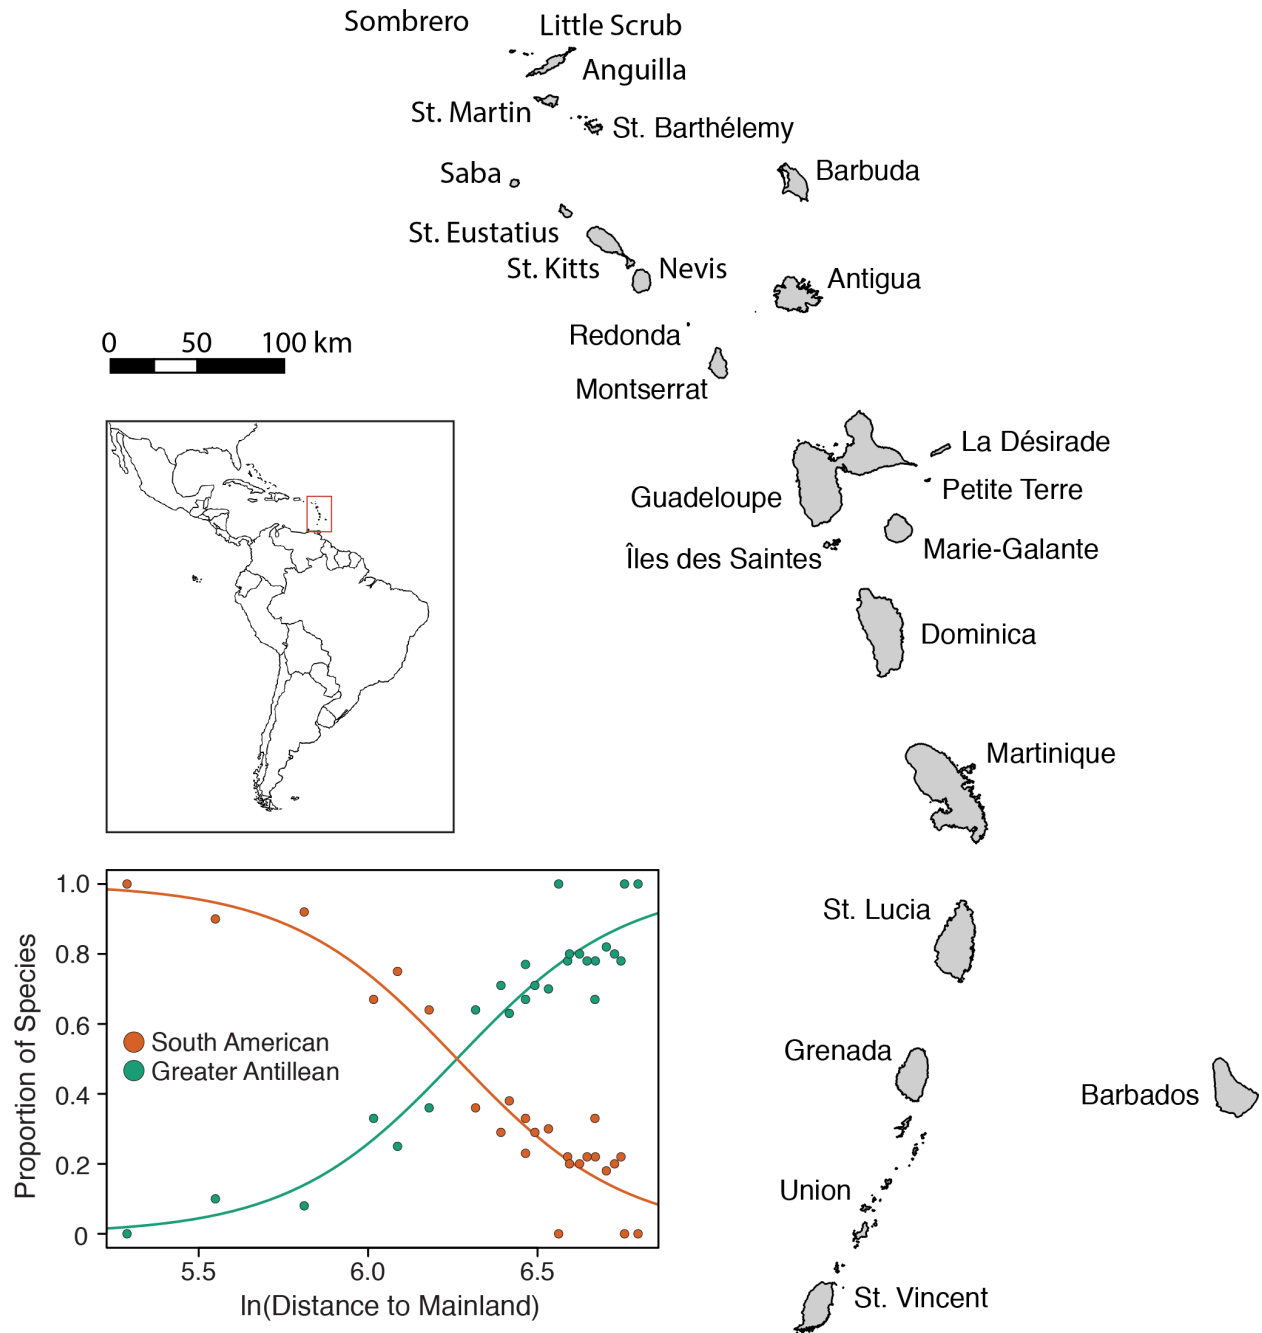 Sombrero
Little Scrub
Anguilla
St. Martin
St. Barthélemy
Saba
Barbuda
St. Eustatius
St. Kitts
Nevis
Antigua
0 50 100 km
Redonda
Montserrat
La Désirade
Guadeloupe
Petite Terre
Îles des Saintes
Marie-Galante
Dominica
Martinique
St. Lucia
Grenada
Barbados
Union
St. Vincent
Proportion of Species
1.0
0.8
0.6
0.4
0.2
0
South American
Greater Antillean
5.5 6.0 6.5
ln(Distance to Mainland)